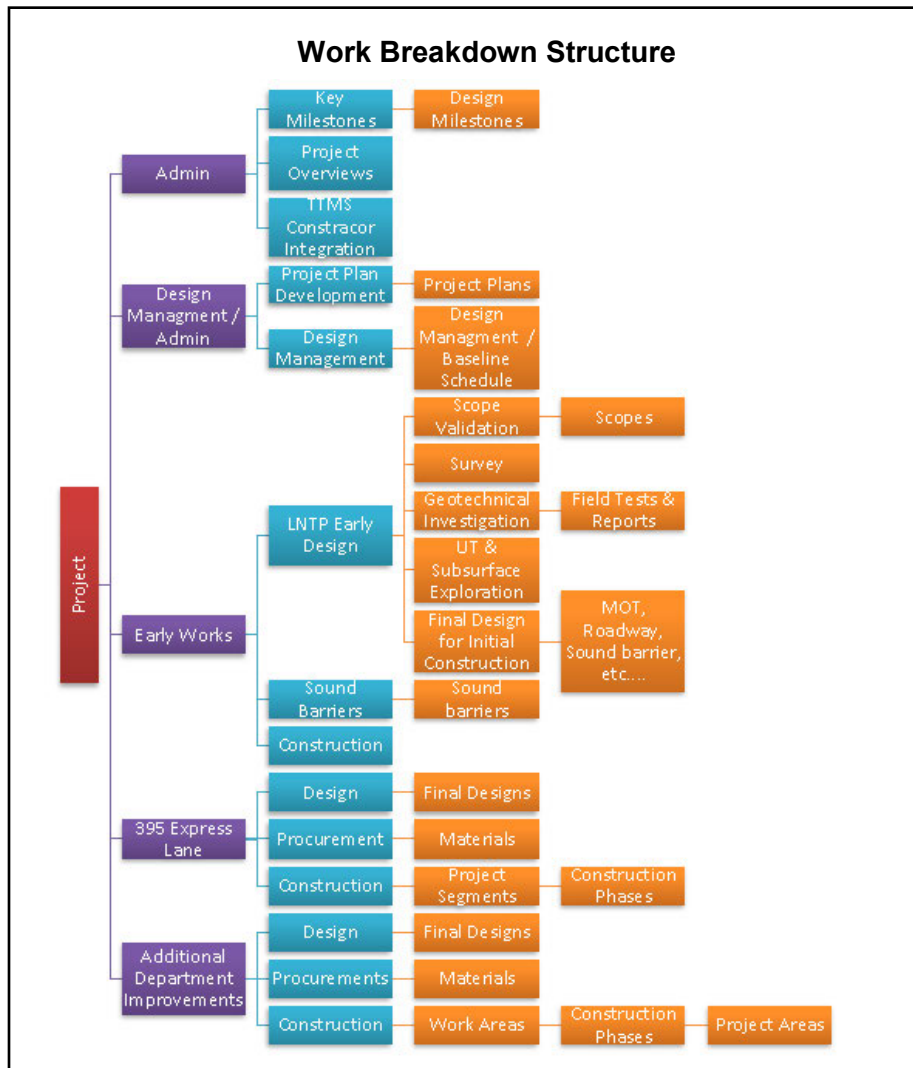 Work Breakdown Structure
Key
Milestones
Design
Milestones
Admin
Project
Overviews
TTMS
Constracor
Integration
Design
Managment /
Admin
Project Plan
Development
Project Plans
Design
Management
Design
Managment /
Baseline
Schedule
Project
Early Works
LNTP Early
Design
Scope
Validation
Scopes
Survey
Geotechnical
Investigation
Field Tests &
Reports
UT &
Subsurface
Exploration
Final Design
for Initial
Construction
MOT,
Roadway,
Sound barrier,
etc....
Sound
Barriers
Sound
barriers
Construction
395 Express
Lane
Design
Final Designs
Procurement
Materials
Construction
Project
Segments
Construction
Phases
Additional
Department
Improvements
Design
Final Designs
Procurements
Materials
Construction
Work Areas
Construction
Phases
Project Areas